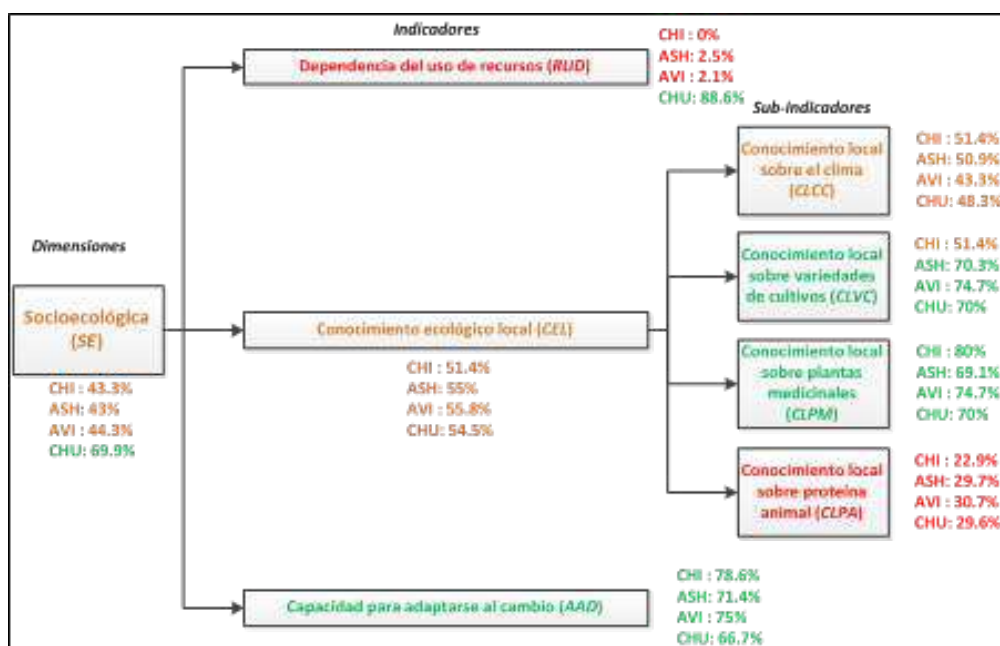 Indicadores
Dependencia del uso de recursos (RUD)
CHI : 0%
ASH: 2.5%
AVI : 2.1%
CHU: 88.6%
Sub-indicadores
Conocimiento local
sobre el clima
(CLCC)
CHI : 51.4%
ASH: 50.9%
AVI : 43.3%
CHU: 48.3%
Dimensiones
Socioecológica
(SE)
CHI : 43.3%
ASH: 43%
AVI : 44.3%
CHU: 69.9%
Conocimiento ecológico local (CEL)
CHI : 51.4%
ASH: 55%
AVI : 55.8%
CHU: 54.5%
Conocimiento local
sobre variedades
de cultivos (CLVC)
CHI : 51.4%
ASH: 70.3%
AVI : 74.7%
CHU: 70%
Conocimiento local
sobre plantas
medicinales
(CLPM)
CHI : 80%
ASH: 69.1%
AVI : 74.7%
CHU: 70%
Conocimiento local
sobre proteína
animal (CLPA)
CHI : 22.9%
ASH: 29.7%
AVI : 30.7%
CHU: 29.6%
Capacidad para adaptarse al cambio (AAD)
CHI : 78.6%
ASH: 71.4%
AVI : 75%
CHU: 66.7%